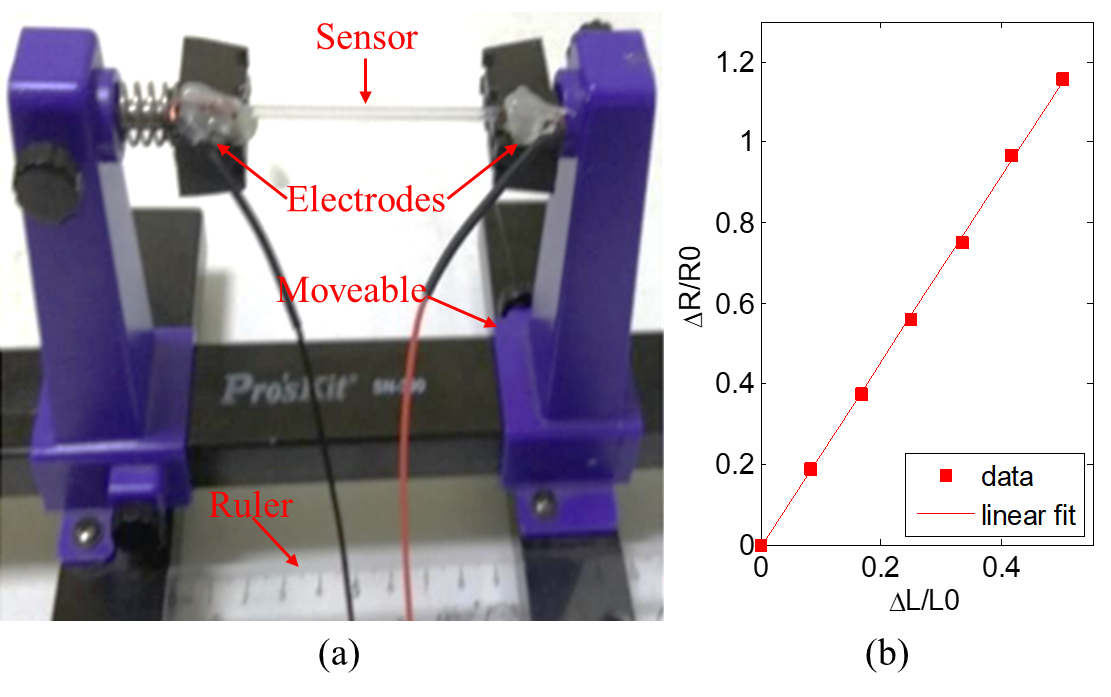 Sensor
Electrodes
Moveable
Pro'sKit
Ruler
(a)
ΔR/R0
1.2
1
0.8
0.6
0.4
0.2
0
0 0.2 0.4
ΔL/L0
data
linear fit
(b)